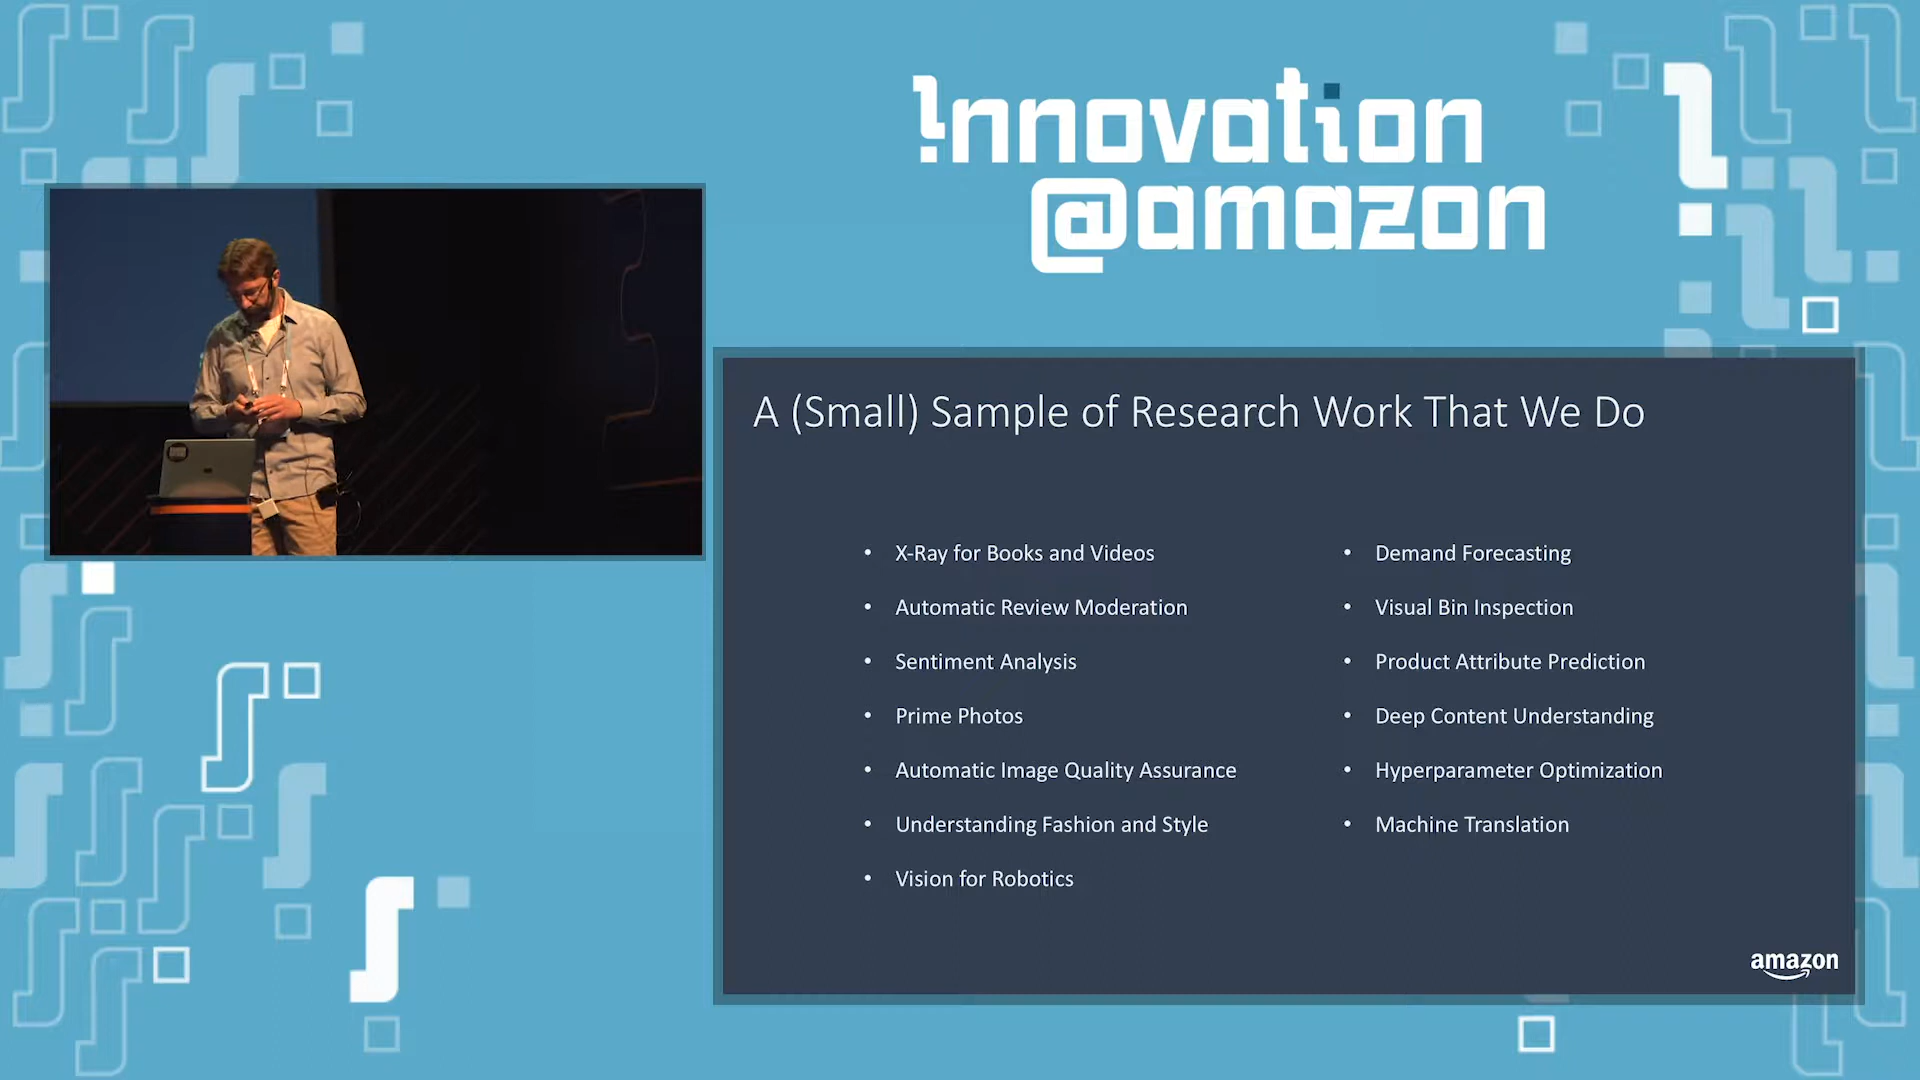 Innovation
@amazon
A (Small) Sample of Research Work That We Do
• X-Ray for Books and Videos
• Automatic Review Moderation
• Sentiment Analysis
• Prime Photos
• Automatic Image Quality Assurance
• Understanding Fashion and Style
• Vision for Robotics
• Demand Forecasting
• Visual Bin Inspection
• Product Attribute Prediction
• Deep Content Understanding
• Hyperparameter Optimization
• Machine Translation
amazon